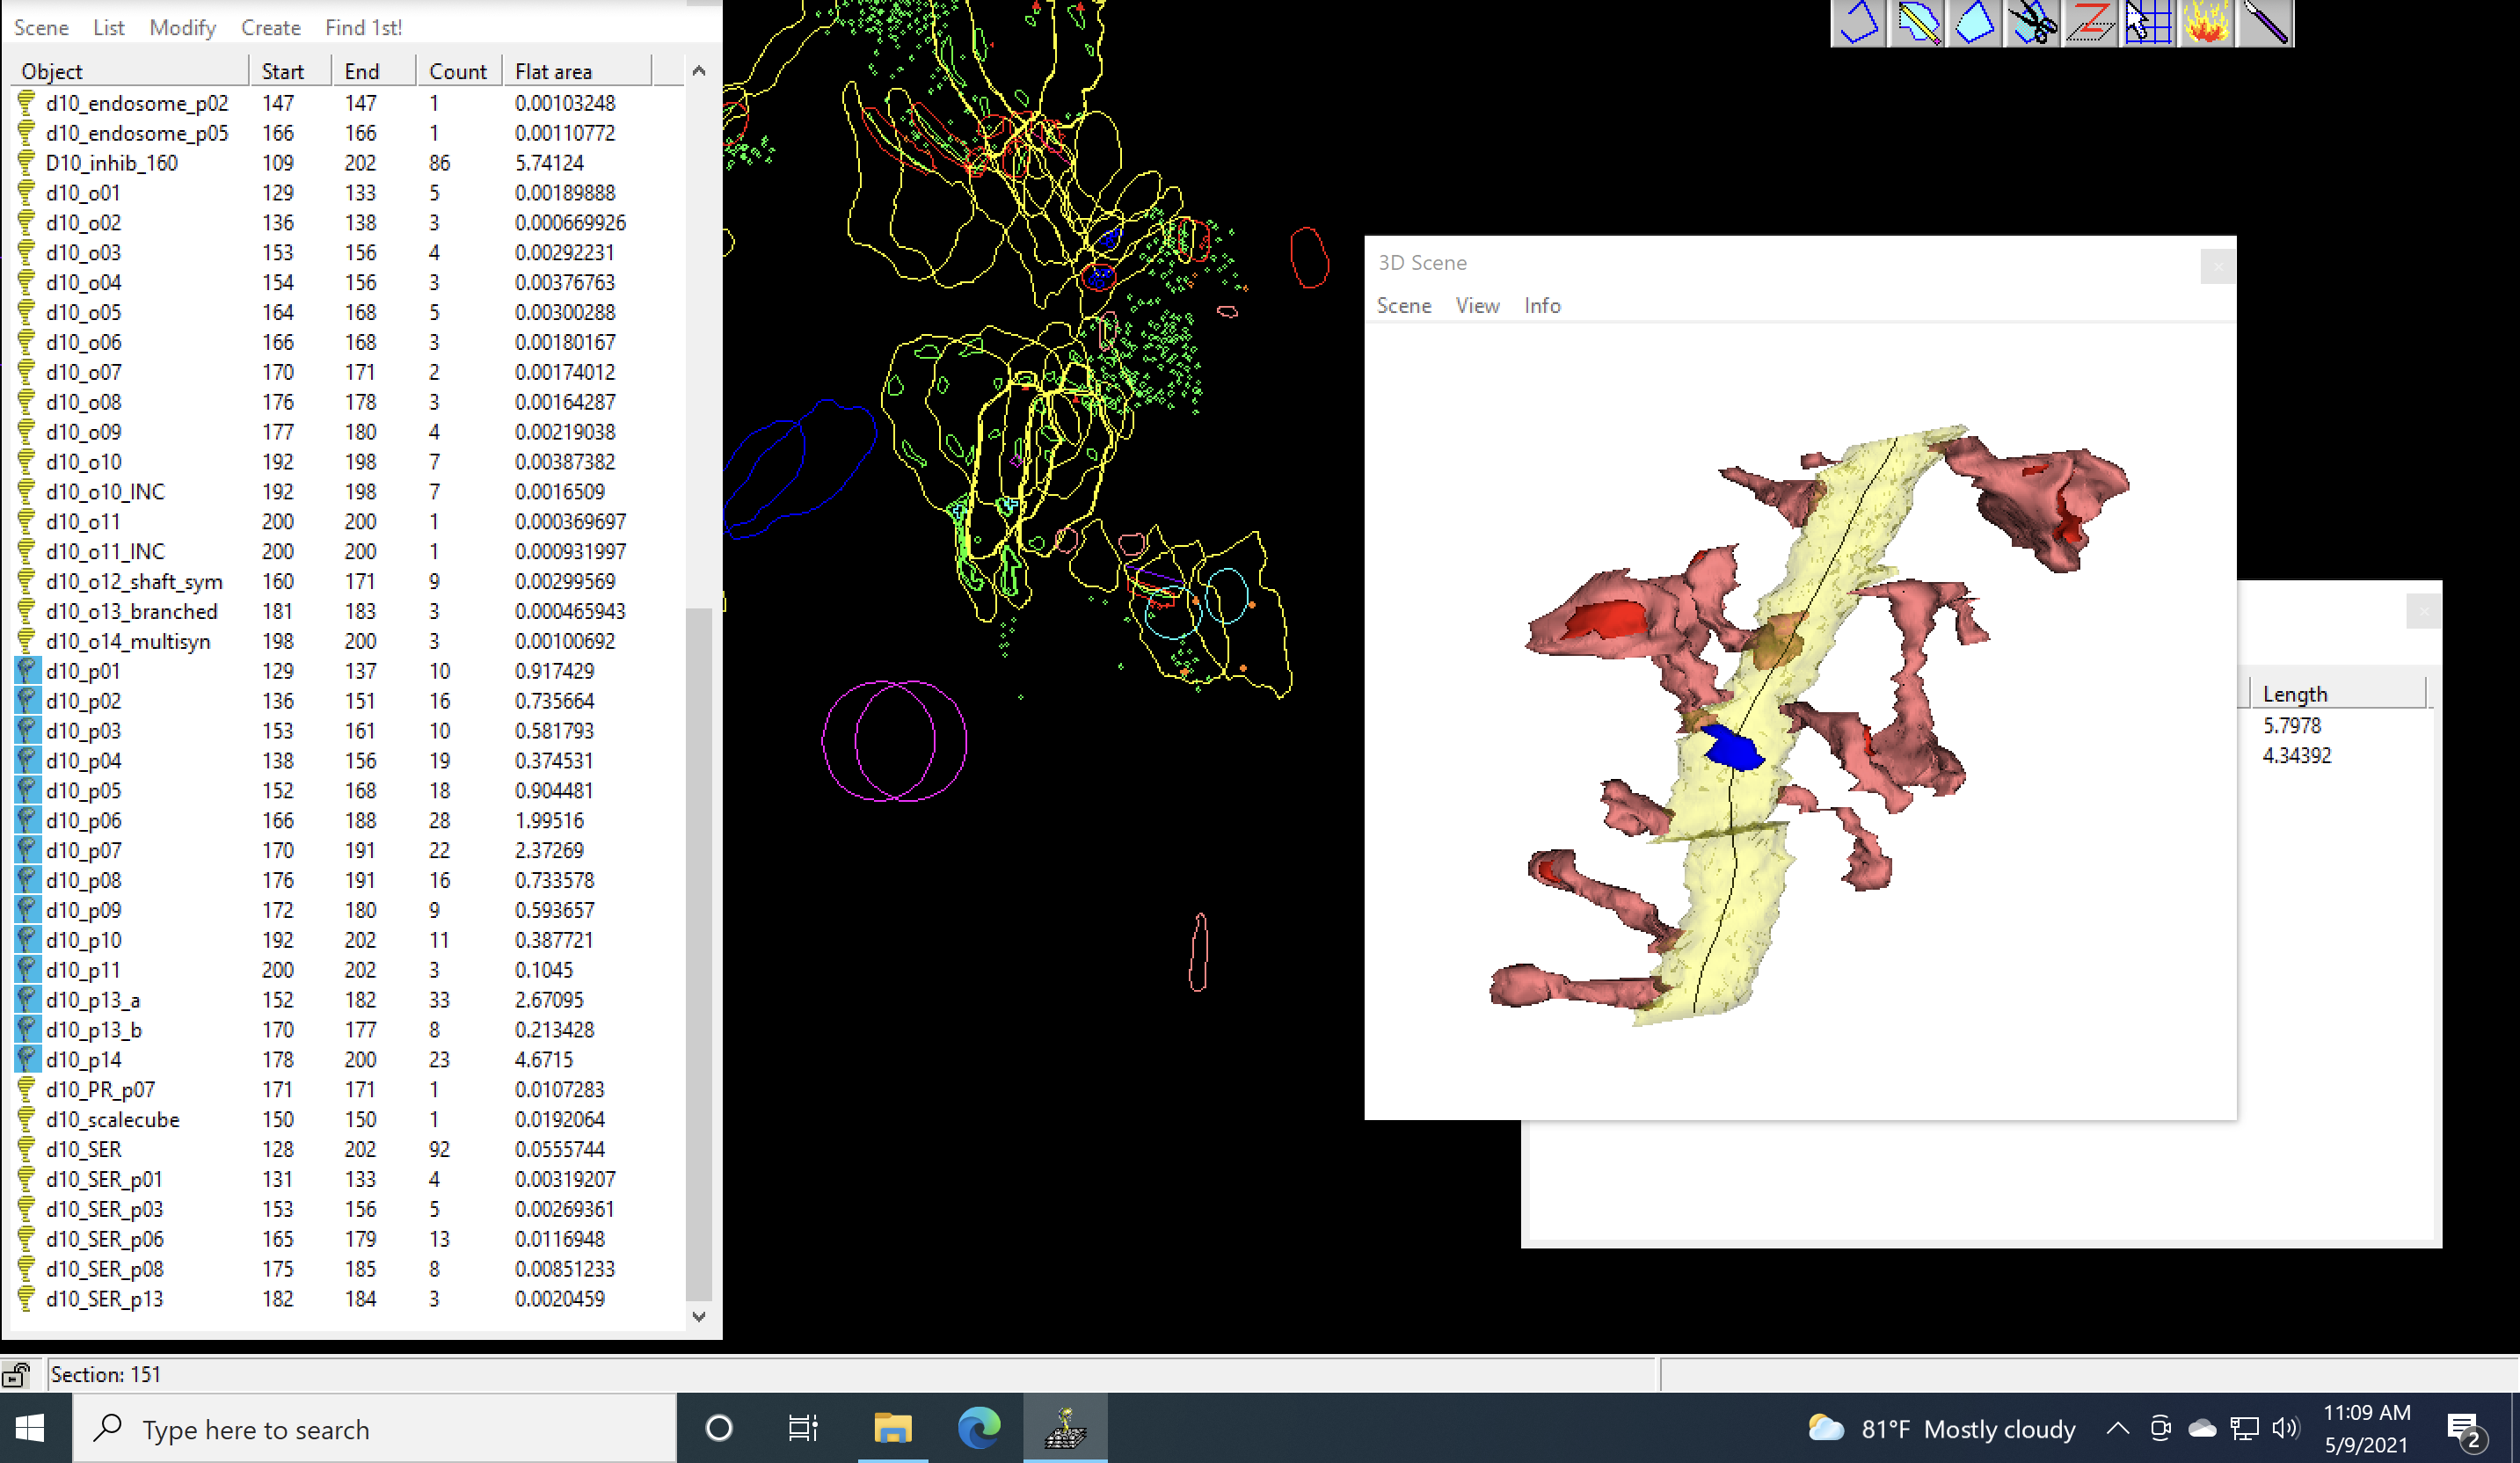 Scene List Modify Create Find 1st!
Object Start End Count Flat area
d10_endosome_p02 147 147 1 0.00103248
d10_endosome_p05 166 166 1 0.00110772
D10_inhib_160 109 202 86 5.74124
d10_o01 129 133 5 0.00189888
d10_o02 136 138 3 0.000669926
d10_o03 153 156 4 0.00292231
d10_o04 154 156 3 0.00376763
d10_o05 164 168 5 0.00300288
d10_o06 166 168 3 0.00180167
d10_o07 170 171 2 0.00174012
d10_o08 176 178 3 0.00164287
d10_o09 177 180 4 0.00219038
d10_o10 192 198 7 0.00387382
d10_o10_INC 192 198 7 0.0016509
d10_o11 200 200 1 0.000369697
d10_o11_INC 200 200 1 0.000931997
d10_o12_shaft_sym 160 171 9 0.00299569
d10_o13_branched 181 183 3 0.000465943
d10_o14_multisyn 198 200 3 0.00100692
d10_p01 129 137 10 0.917429
d10_p02 136 151 16 0.735664
d10_p03 153 161 10 0.581793
d10_p04 138 156 19 0.374531
d10_p05 152 168 18 0.904481
d10_p06 166 188 28 1.99516
d10_p07 170 191 22 2.37269
d10_p08 176 191 16 0.733578
d10_p09 172 180 9 0.593657
d10_p10 192 202 11 0.387721
d10_p11 200 202 3 0.1045
d10_p13_a 152 182 33 2.67095
d10_p13_b 170 177 8 0.213428
d10_p14 178 200 23 4.6715
d10_PR_p07 171 171 1 0.0107283
d10_scalecube 150 150 1 0.0192064
d10_SER 128 202 92 0.0555744
d10_SER_p01 131 133 4 0.00319207
d10_SER_p03 153 156 5 0.00269361
d10_SER_p06 165 179 13 0.0116948
d10_SER_p08 175 185 8 0.00851233
d10_SER_p13 182 184 3 0.0020459
3D Scene
Scene View Info
Length
5.7978
4.34392
Section: 151
Type here to search
81°F Mostly cloudy
11:09 AM
5/9/2021
2